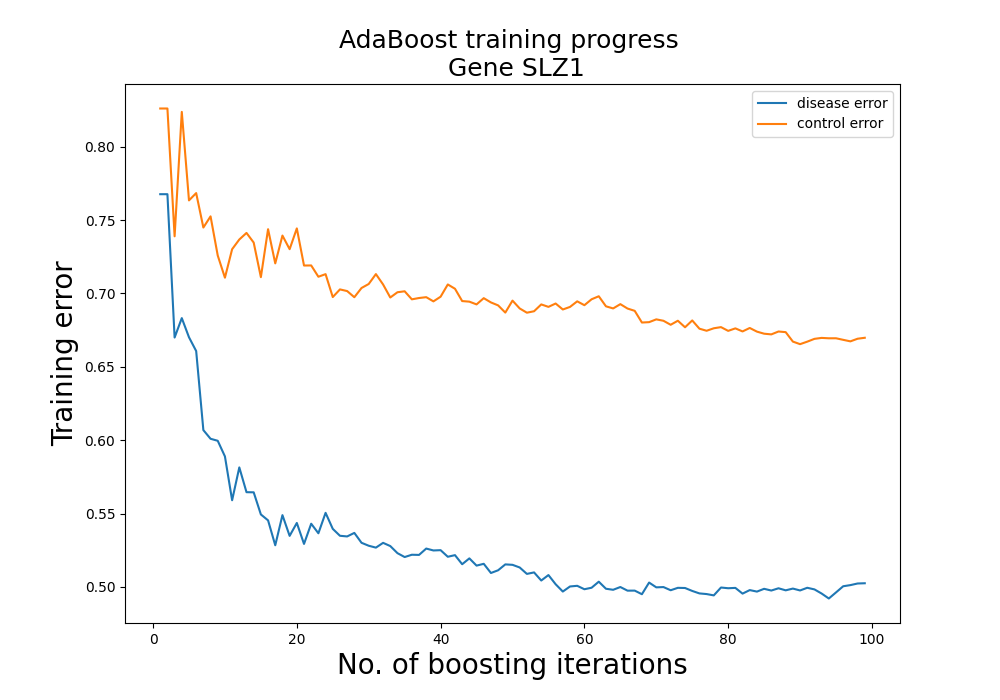 AdaBoost training progress
Gene SLZ1
disease error
control error
Training error
0.80
0.75
0.70
0.65
0.60
0.55
0.50
0
20
40
60
80
100
No. of boosting iterations